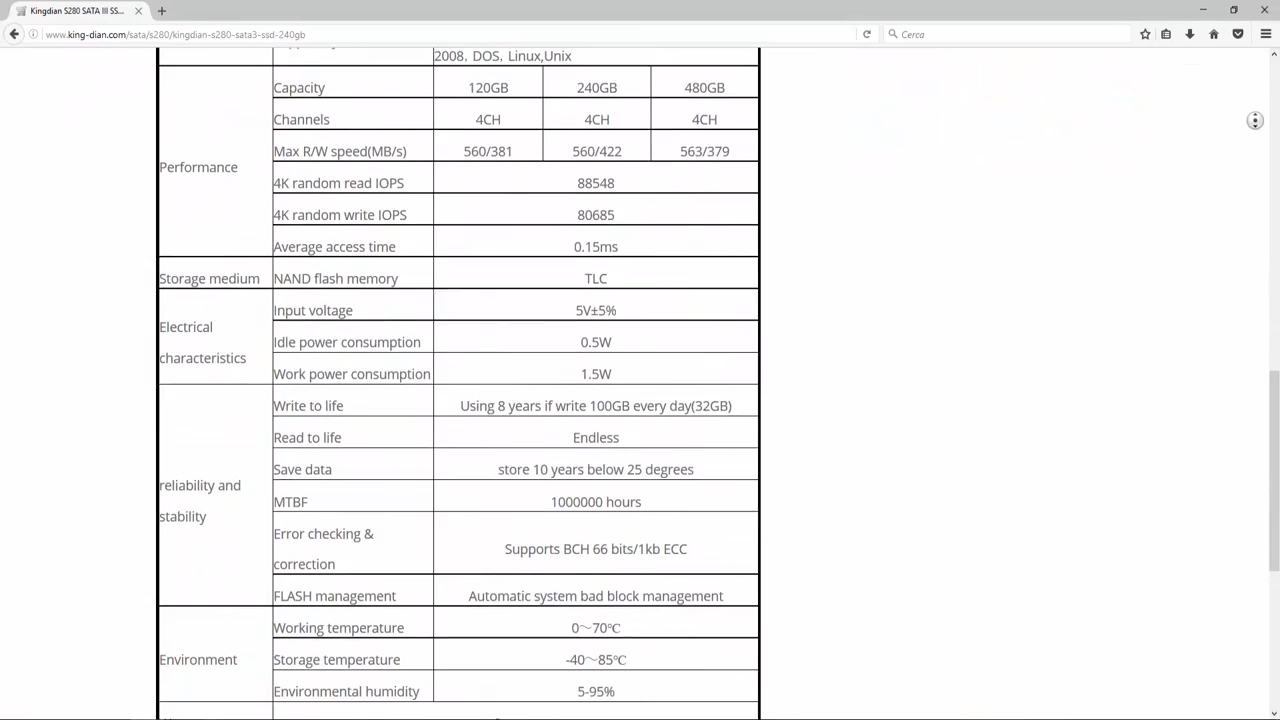 Kingdian S280 SATA III SS...
www.king-dian.com/sata/s280/kingdian-s280-sata3-ssd-240gb
Cerca
2008, DOS, Linux,Unix
Performance
Capacity 120GB 240GB 480GB
Channels 4CH 4CH 4CH
Max R/W speed(MB/s) 560/381 560/422 563/379
4K random read IOPS 88548
4K random write IOPS 80685
Average access time 0.15ms
Storage medium NAND flash memory TLC
Electrical
characteristics
Input voltage 5V±5%
Idle power consumption 0.5W
Work power consumption 1.5W
reliability and
stability
Write to life Using 8 years if write 100GB every day(32GB)
Read to life Endless
Save data store 10 years below 25 degrees
MTBF 1000000 hours
Error checking &
correction
Supports BCH 66 bits/1kb ECC
FLASH management Automatic system bad block management
Environment
Working temperature 0～70℃
Storage temperature -40～85℃
Environmental humidity 5-95%